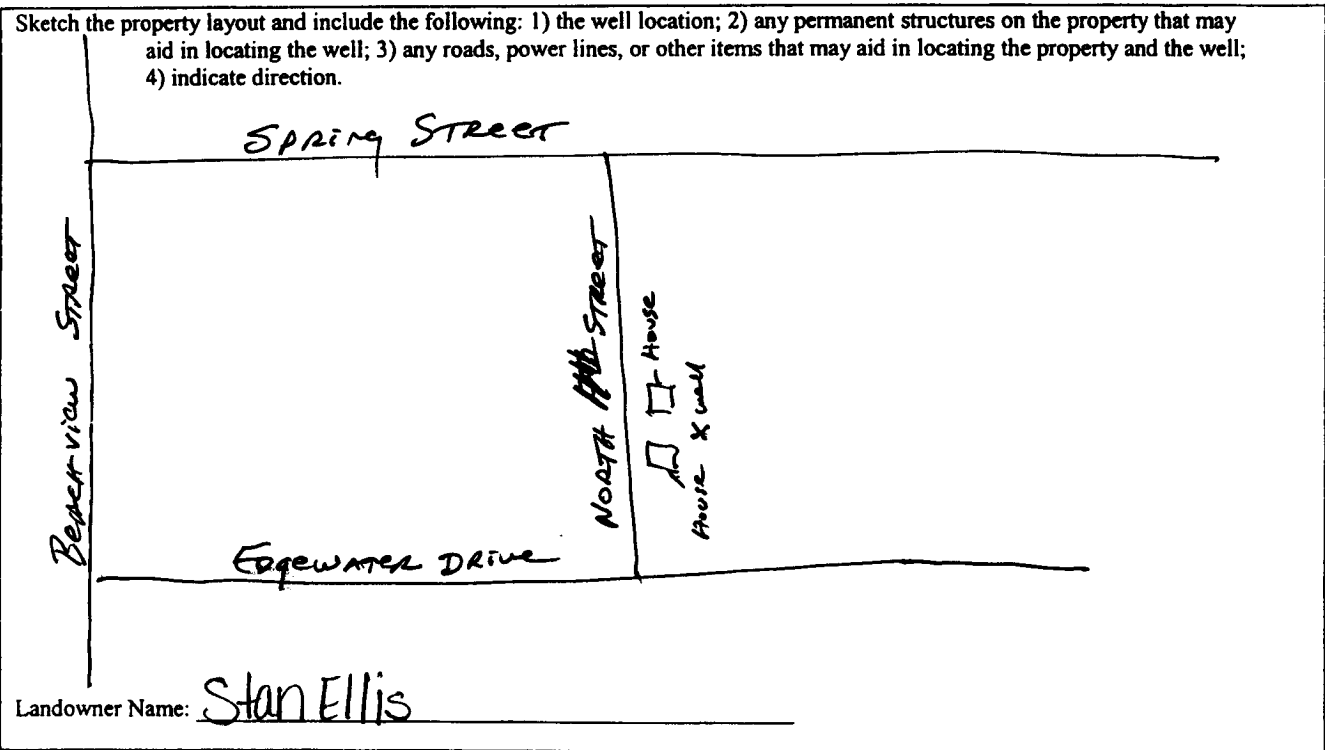 Sketch the property layout and include the following: 1) the well location; 2) any permanent structures on the property that may
aid in locating the well; 3) any roads, power lines, or other items that may aid in locating the property and the well;
4) indicate direction.
Spring Street
Beachview Street
North Street
House
House X well
Edgewater Drive
Landowner Name: Stan Ellis